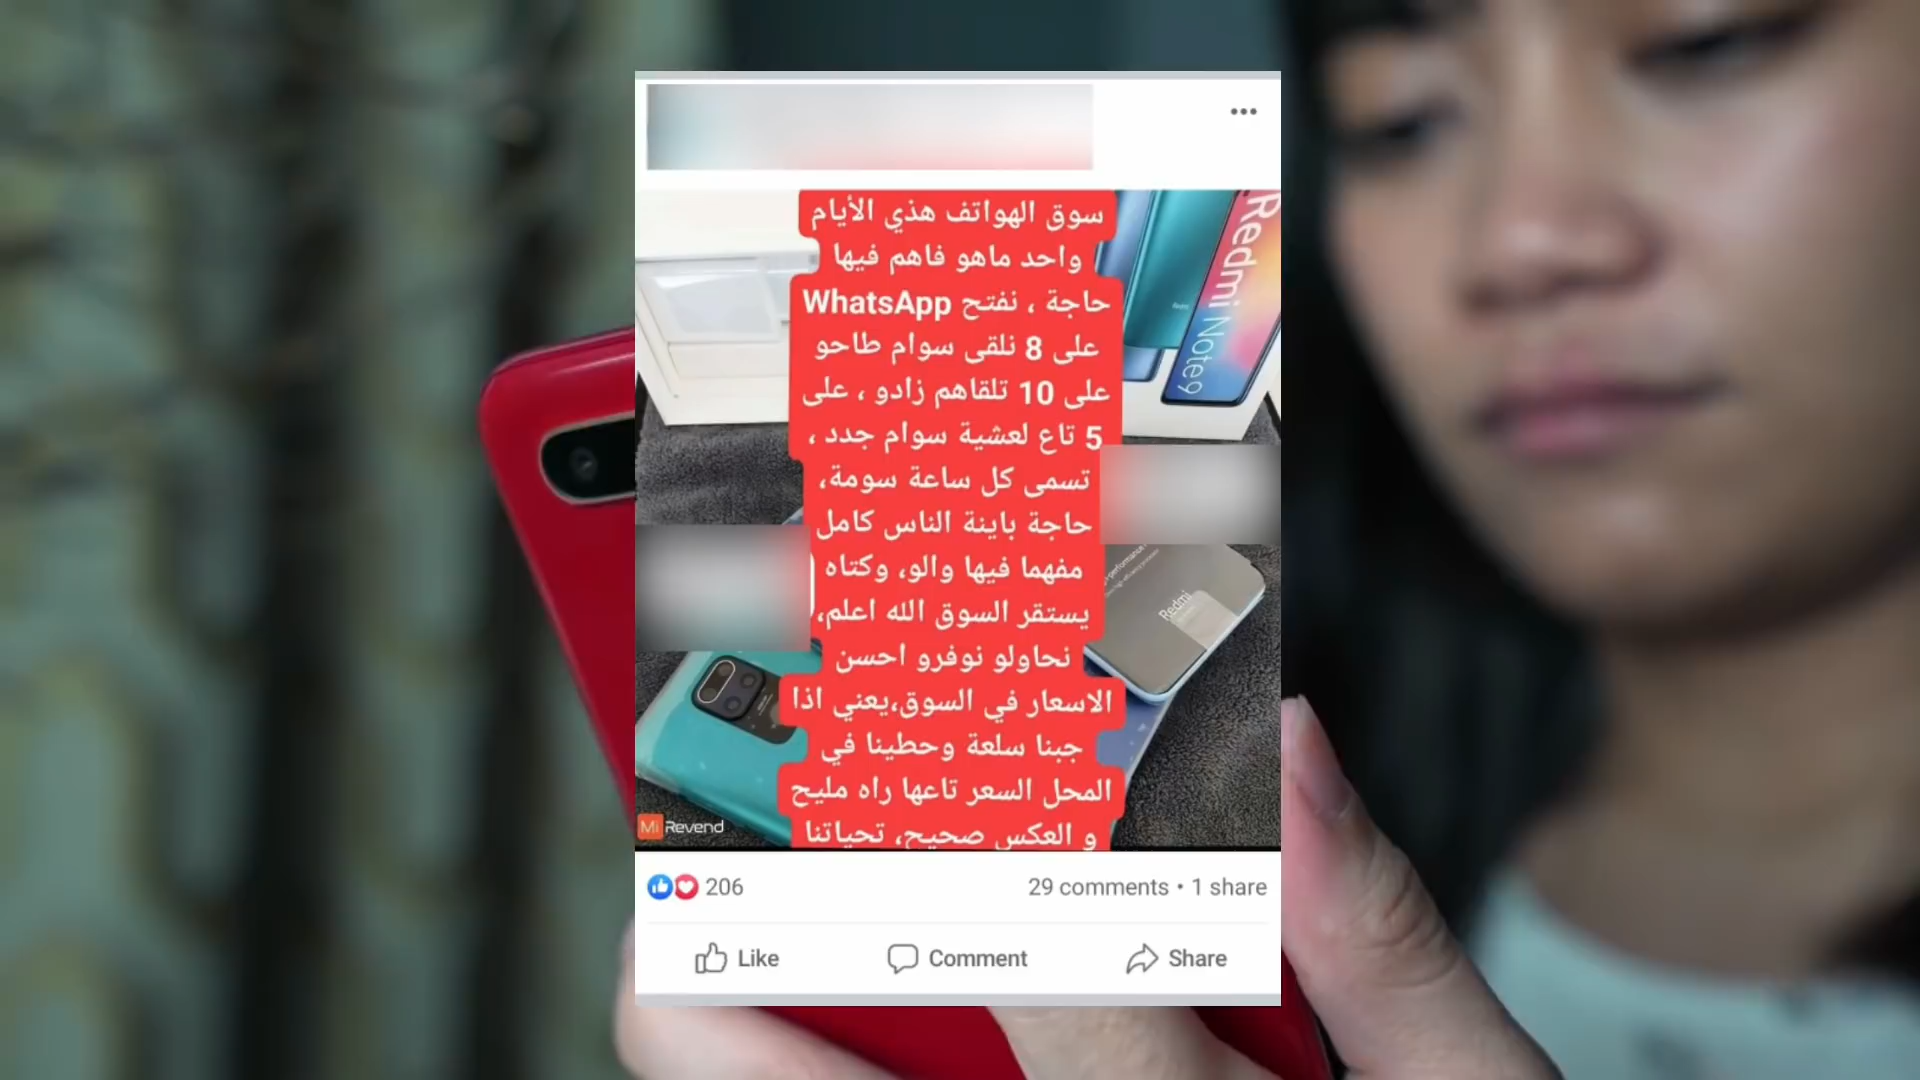 سوق الهواتف هذي الأيام
واحد ماهو فاهم فيها
حاجة ، نفتح WhatsApp
على 8 نلقى سوام طاحو
على 10 تلقاهم زادو ، على
5 تاع لعشية سوام جدد ،
تسمى كل ساعة سومة،
حاجة باينة الناس كامل
مفهما فيها والو، وكتاه
يستقر السوق الله اعلم،
نحاولو نوفرو احسن
الاسعار في السوق،يعني اذا
جبنا سلعة وحطينا في
المحل السعر تاعها راه مليح
و العكس صحيح، تحياتنا
Redmi Note9
Redmi
Mi Revend
206
29 comments • 1 share
Like
Comment
Share